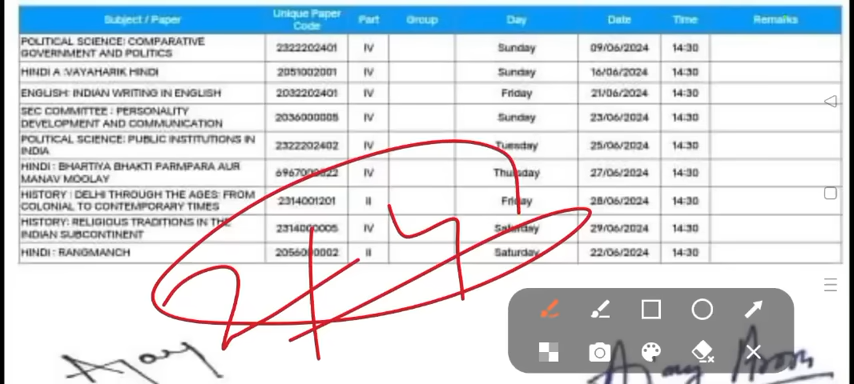 Subject / Paper Unique Paper Code Part Group Day Date Time Remarks
POLITICAL SCIENCE: COMPARATIVE GOVERNMENT AND POLITICS 2322202401 IV Sunday 09/06/2024 14:30
HINDI A :VAYAHARIK HINDI 2051002001 IV Sunday 16/06/2024 14:30
ENGLISH: INDIAN WRITING IN ENGLISH 2032202401 IV Friday 21/06/2024 14:30
SEC COMMITTEE : PERSONALITY DEVELOPMENT AND COMMUNICATION 2036000005 IV Sunday 23/06/2024 14:30
POLITICAL SCIENCE: PUBLIC INSTITUTIONS IN INDIA 2322202402 IV Tuesday 25/06/2024 14:30
HINDI : BHARTIYA BHAKTI PARMPARA AUR MANAV MOOLAY IV Thursday 27/06/2024 14:30
HISTORY : DELHI THROUGH THE AGES: FROM COLONIAL TO CONTEMPORARY TIMES 2314001201 II Friday 28/06/2024 14:30
HISTORY: RELIGIOUS TRADITIONS IN THE INDIAN SUBCONTINENT 2314000005 IV Saturday 29/06/2024 14:30
HINDI : RANGMANCH 2056000002 II Saturday 22/06/2024 14:30
Ajay